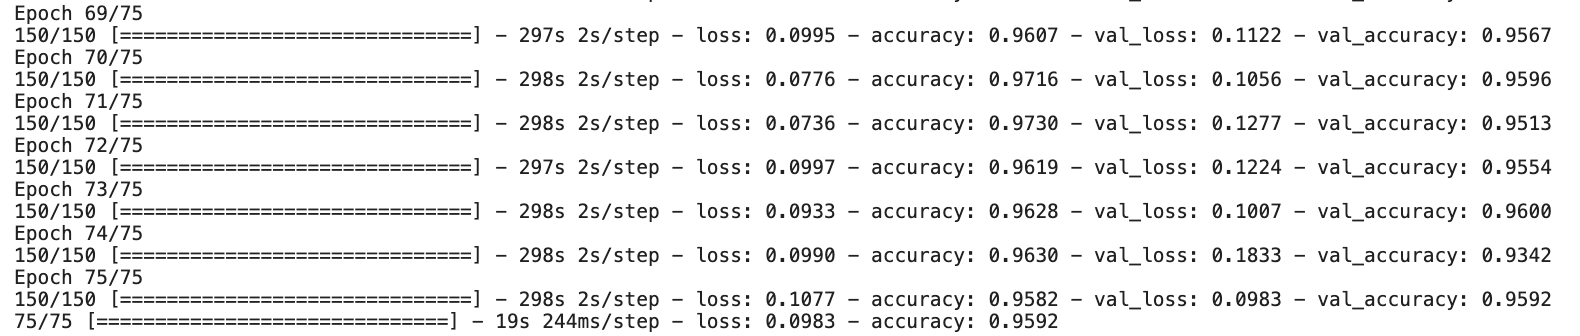 Epoch 69/75
150/150 [==============================] - 297s 2s/step - loss: 0.0995 - accuracy: 0.9607 - val_loss: 0.1122 - val_accuracy: 0.9567
Epoch 70/75
150/150 [==============================] - 298s 2s/step - loss: 0.0776 - accuracy: 0.9716 - val_loss: 0.1056 - val_accuracy: 0.9596
Epoch 71/75
150/150 [==============================] - 298s 2s/step - loss: 0.0736 - accuracy: 0.9730 - val_loss: 0.1277 - val_accuracy: 0.9513
Epoch 72/75
150/150 [==============================] - 297s 2s/step - loss: 0.0997 - accuracy: 0.9619 - val_loss: 0.1224 - val_accuracy: 0.9554
Epoch 73/75
150/150 [==============================] - 298s 2s/step - loss: 0.0933 - accuracy: 0.9628 - val_loss: 0.1007 - val_accuracy: 0.9600
Epoch 74/75
150/150 [==============================] - 298s 2s/step - loss: 0.0990 - accuracy: 0.9630 - val_loss: 0.1833 - val_accuracy: 0.9342
Epoch 75/75
150/150 [==============================] - 298s 2s/step - loss: 0.1077 - accuracy: 0.9582 - val_loss: 0.0983 - val_accuracy: 0.9592
75/75 [==============================] - 19s 244ms/step - loss: 0.0983 - accuracy: 0.9592